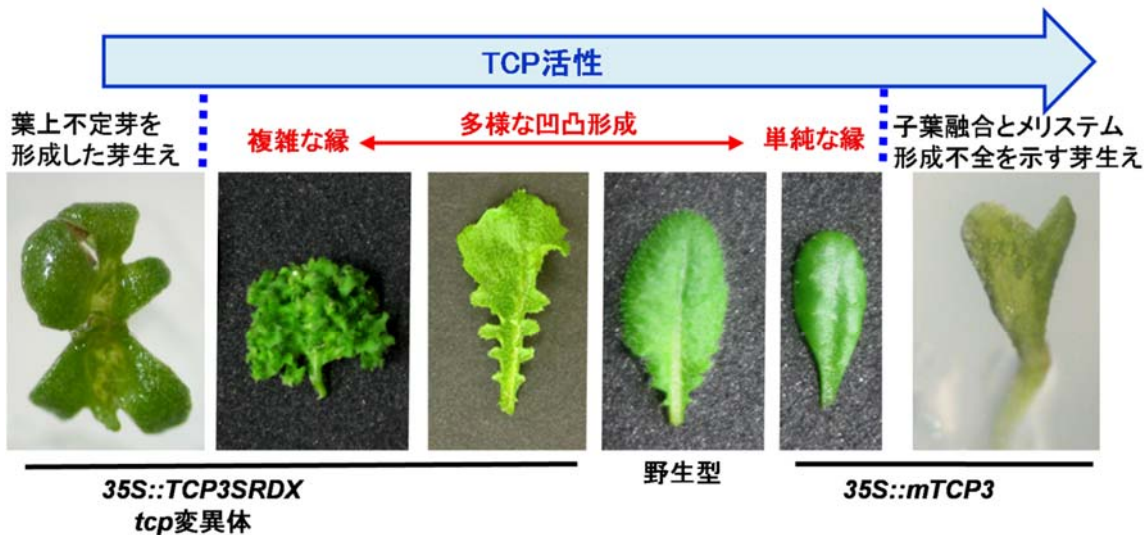 TCP活性
葉上不定芽を
形成した芽生え
複雑な縁
多様な凹凸形成
単純な縁
子葉融合とメリステム
形成不全を示す芽生え
35S::TCP3SRDX
tcp変異体
野生型
35S::mTCP3